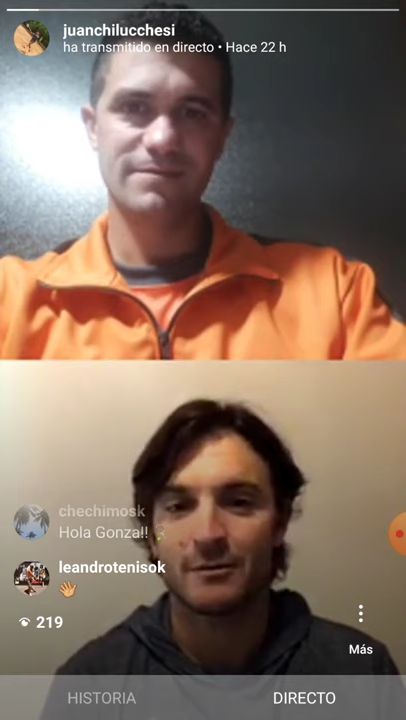 juanchilucchesi
ha transmitido en directo • Hace 22 h
chechimosk
Hola Gonza!!
leandrotenisok
👋
219
Más
HISTORIA DIRECTO